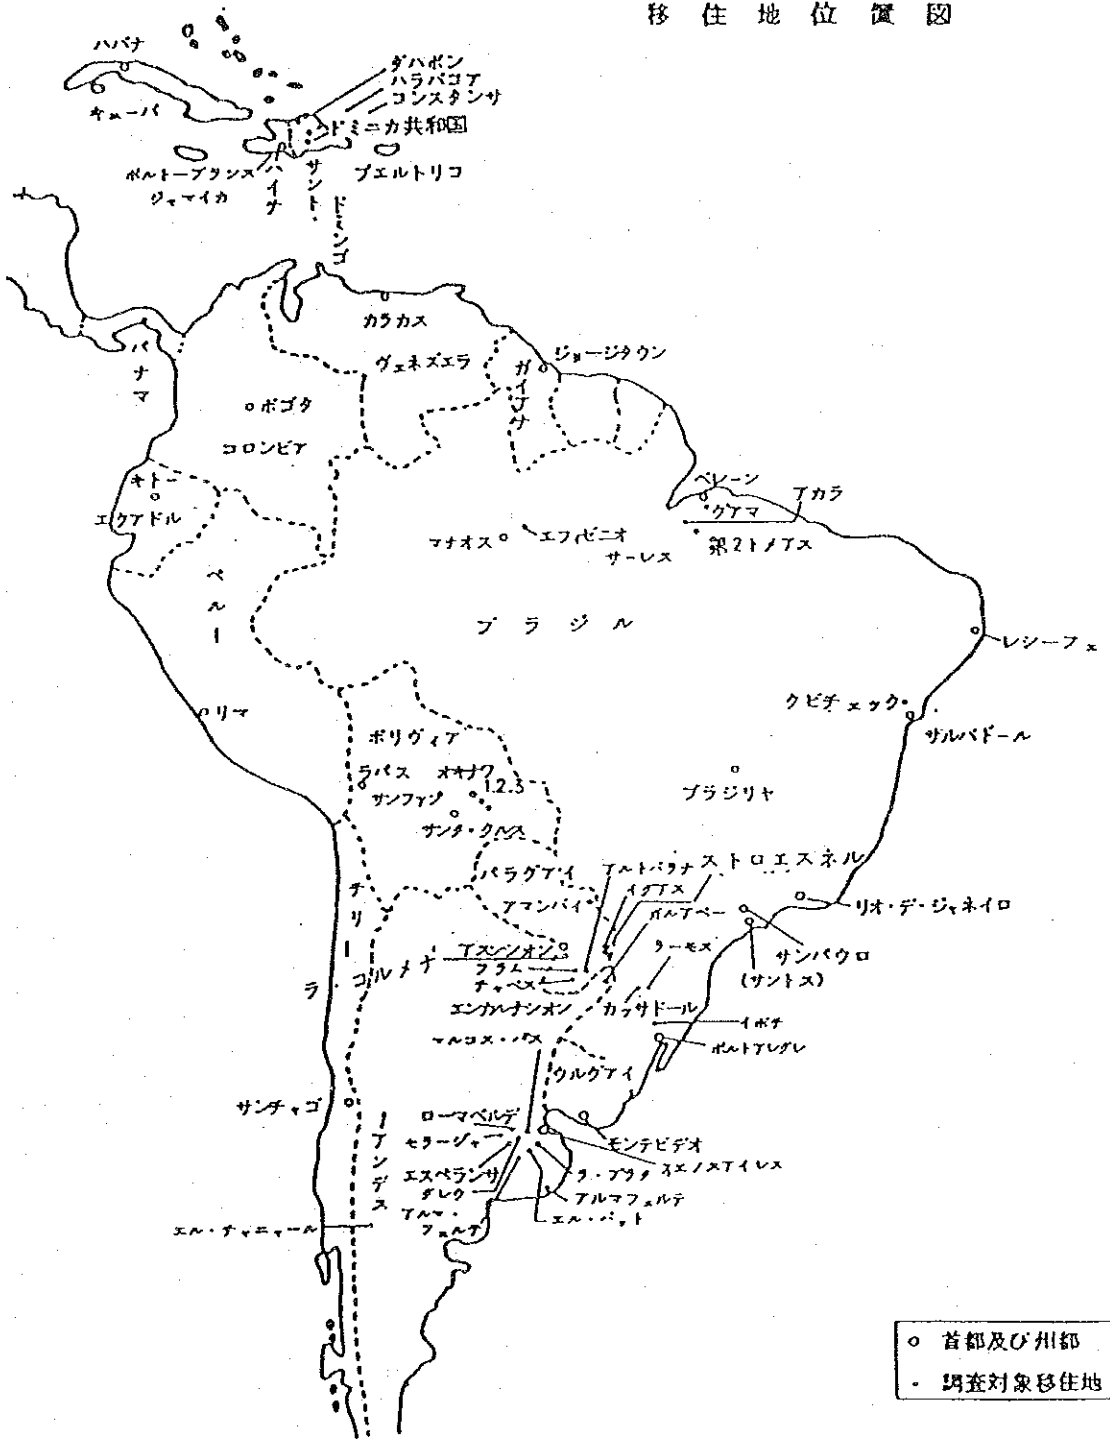 移住地位置図
ハバナ
キューバ
ダハボン
ハラバコア
コンスタンサ
ドミニカ共和国
ポルトープランス
ジャマイカ
ハイナ
サント・ドミンゴ
プエルトリコ
パナマ
カラカス
ヴェネズエラ
ガイアナ
ジョージタウン
ボゴタ
コロンビア
キトー
エクアドル
ペルー
マナオス
エフィゼニオ
サーレス
ベレーン
グアマ
アカラ
第2トメアス
ブラジル
レシーフェ
リマ
クビチェック
サルバドール
ボリヴィア
ラパス
オキナワ
1.2.3
サンファン
サンタ・クルス
ブラジリヤ
パラグアイ
アマンバイ
アルトパラナ
ストロエスネル
イグアス
ガルアペー
チリー
リオ・デ・ジャネイロ
サンパウロ
(サントス)
アスンシオン
ラ・コルメナ
フラム
チャベス
エンカルナシオン
ラーモス
カッサドール
イボチ
ポルトアレグレ
マルコス・パス
ウルグアイ
サンチャゴ
アンデス
ローマベルデ
モラージャ
エスペランサ
グレウ
アルマ・
フェルテ
モンテビデオ
ラ・プラタ
スエノスアイレス
アルマフェルテ
エル・パット
エル・チャニャール
首都及び州都
調査対象移住地